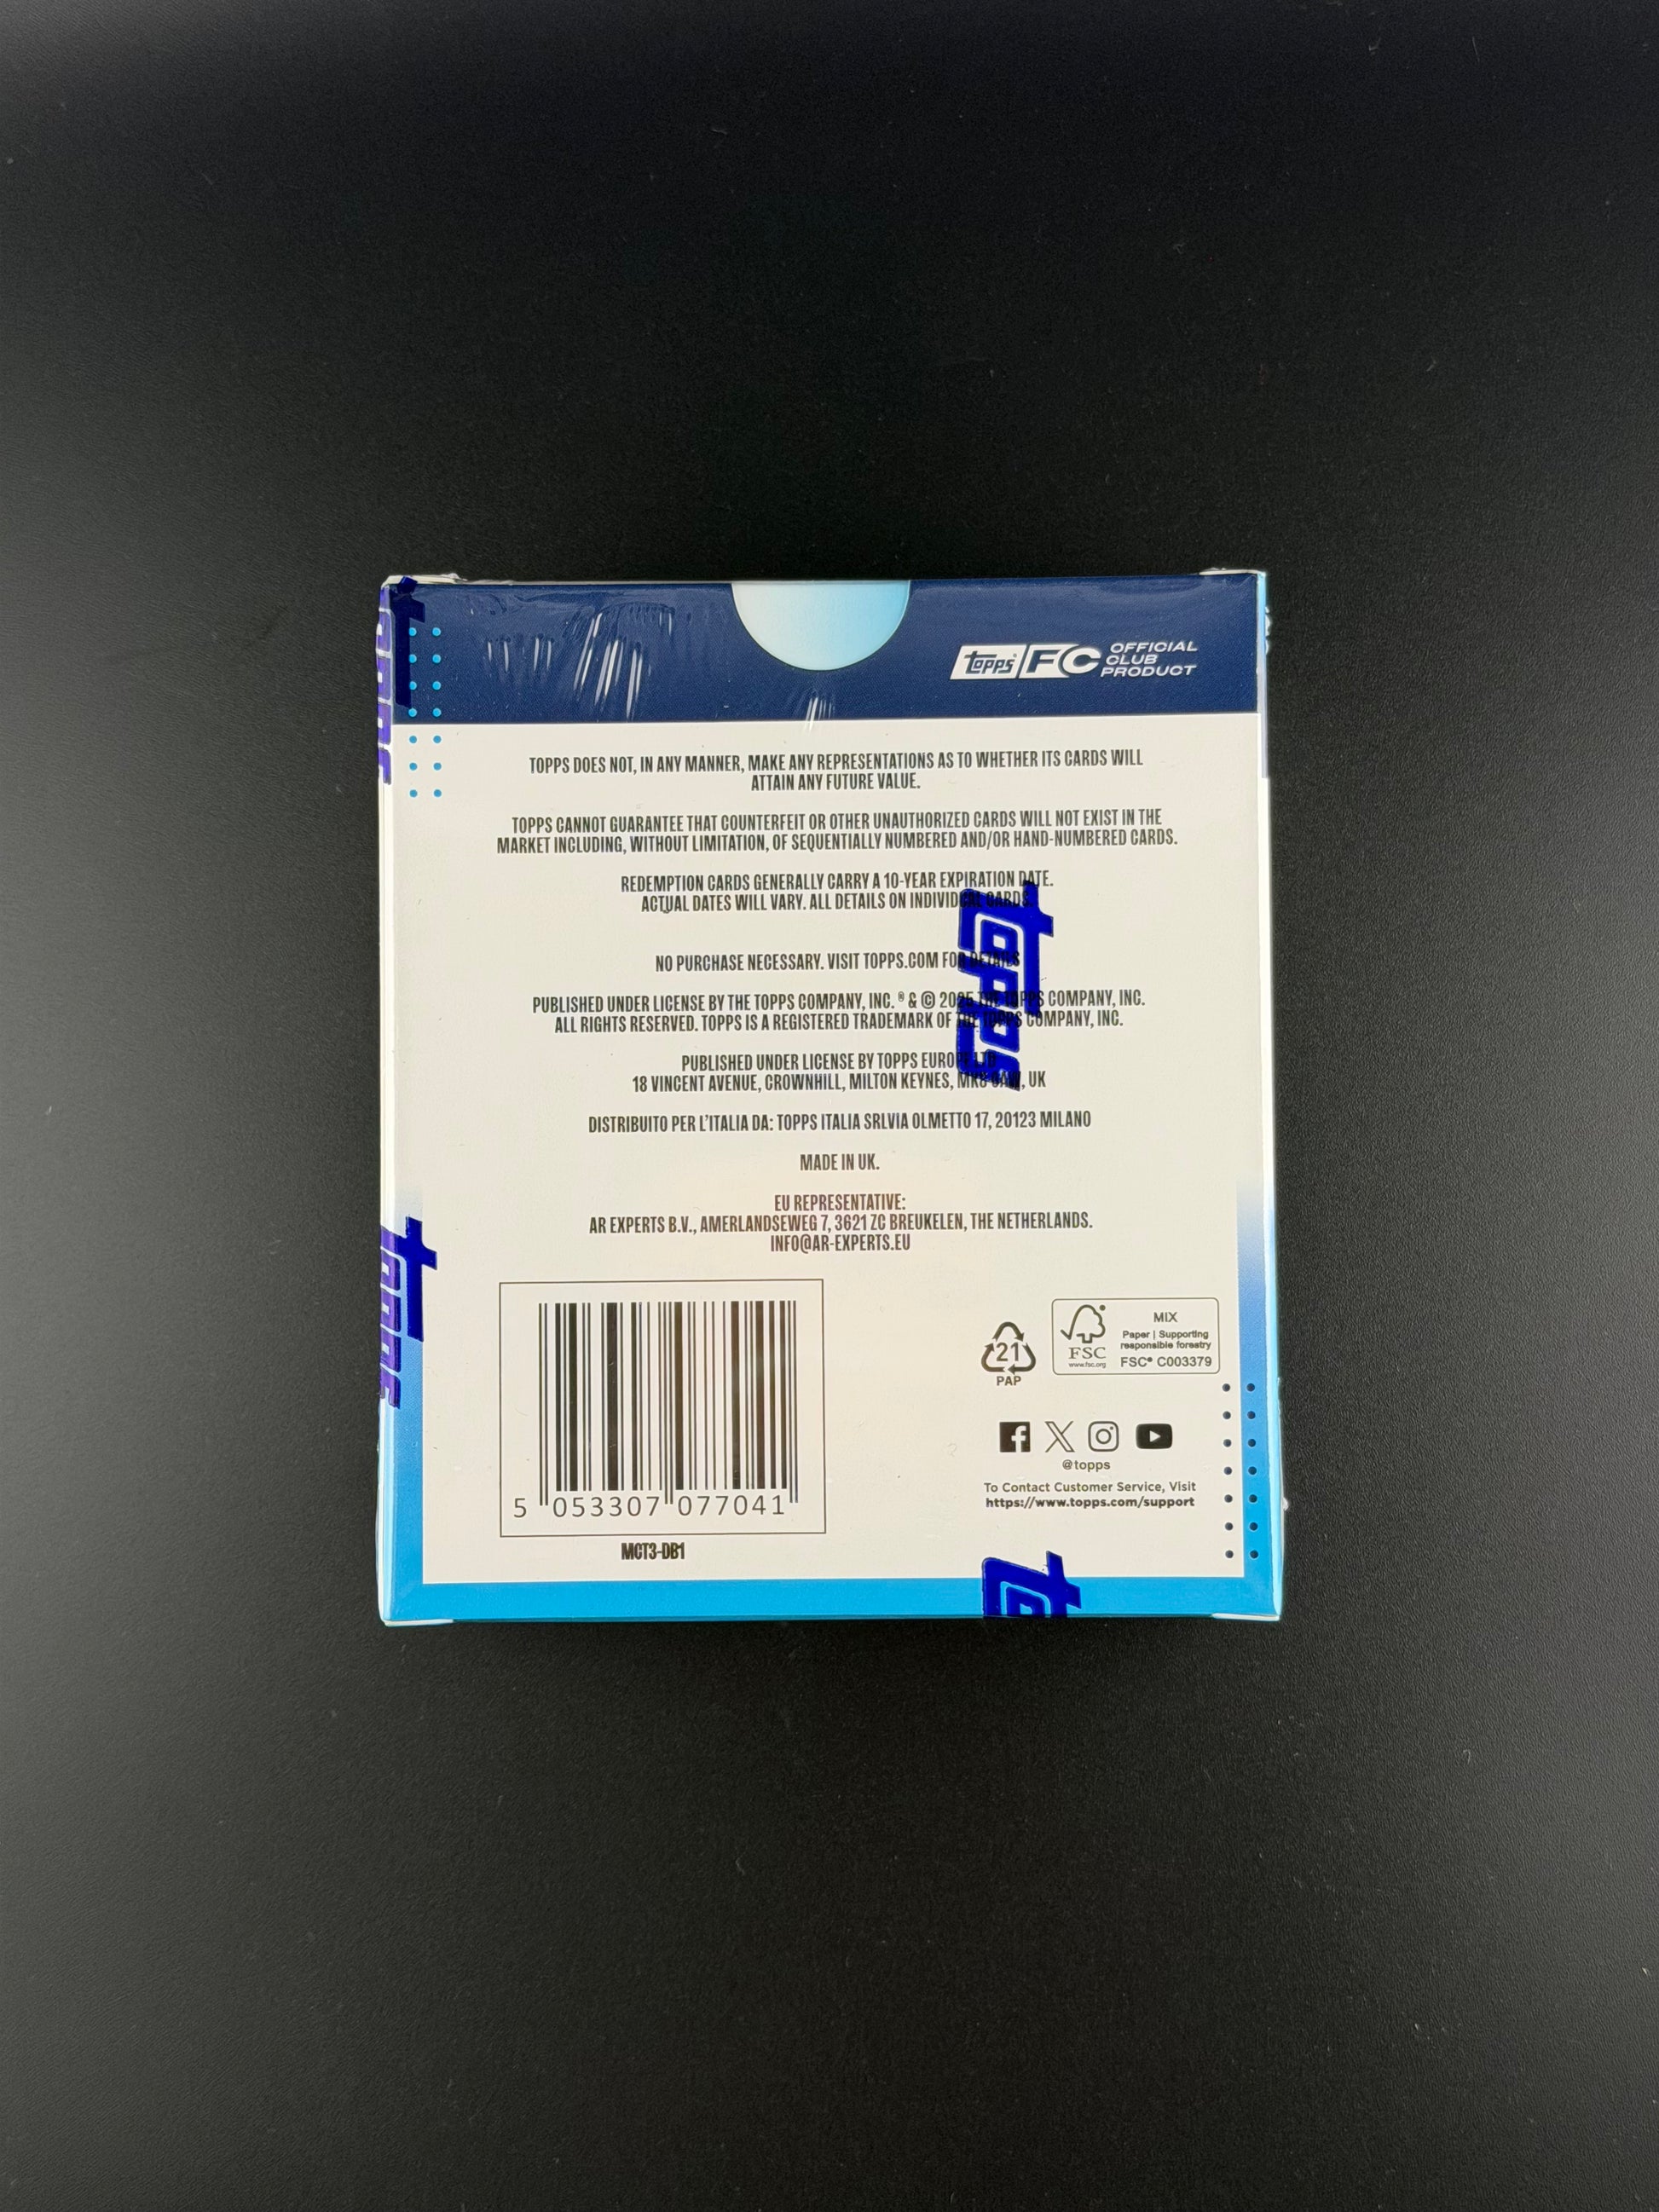 topps FC OFFICIAL
CLUB
PRODUCT
TOPPS DOES NOT, IN ANY MANNER, MAKE ANY REPRESENTATIONS AS TO WHETHER ITS CARDS WILL
ATTAIN ANY FUTURE VALUE.
TOPPS CANNOT GUARANTEE THAT COUNTERFEIT OR OTHER UNAUTHORIZED CARDS WILL NOT EXIST IN THE
MARKET INCLUDING, WITHOUT LIMITATION, OF SEQUENTIALLY NUMBERED AND/OR HAND-NUMBERED CARDS.
REDEMPTION CARDS GENERALLY CARRY A 10-YEAR EXPIRATION DATE.
ACTUAL DATES WILL VARY. ALL DETAILS ON INDIVIDUAL CARDS.
NO PURCHASE NECESSARY. VISIT TOPPS.COM FOR DETAILS
PUBLISHED UNDER LICENSE BY THE TOPPS COMPANY, INC. ® & © 2025 THE TOPPS COMPANY, INC.
ALL RIGHTS RESERVED. TOPPS IS A REGISTERED TRADEMARK OF THE TOPPS COMPANY, INC.
PUBLISHED UNDER LICENSE BY TOPPS EUROPE LTD
18 VINCENT AVENUE, CROWNHILL, MILTON KEYNES, MK8 0AW, UK
DISTRIBUITO PER L'ITALIA DA: TOPPS ITALIA SRLVIA OLMETTO 17, 20123 MILANO
MADE IN UK.
EU REPRESENTATIVE:
AR EXPERTS B.V., AMERLANDSEWEG 7, 3621 ZC BREUKELEN, THE NETHERLANDS.
INFO@AR-EXPERTS.EU
topps
topps
topps
5 053307 077041
MCT3-DB1
21
PAP
FSC
www.fsc.org
MIX
Paper | Supporting
responsible forestry
FSC® C003379
@topps
To Contact Customer Service, Visit
https://www.topps.com/support